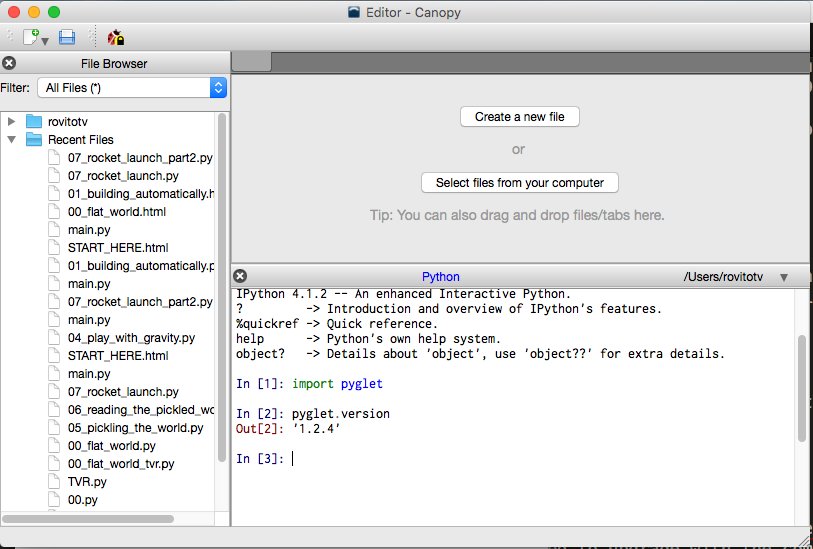 Editor - Canopy
File Browser
Filter: All Files (*)
rovitotv
Recent Files
07_rocket_launch_part2.py
07_rocket_launch.py
01_building_automatically.h
00_flat_world.html
main.py
START_HERE.html
01_building_automatically.p
main.py
07_rocket_launch_part2.py
main.py
04_play_with_gravity.py
START_HERE.html
main.py
07_rocket_launch.py
06_reading_the_pickled_wo
05_pickling_the_world.py
00_flat_world.py
00_flat_world_tvr.py
TVR.py
00.py
Create a new file
or
Select files from your computer
Tip: You can also drag and drop files/tabs here.
Python /Users/rovitotv
IPython 4.1.2 -- An enhanced Interactive Python.
? -> Introduction and overview of IPython's features.
%quickref -> Quick reference.
help -> Python's own help system.
object? -> Details about 'object', use 'object??' for extra details.
In [1]: import pyglet
In [2]: pyglet.version
Out[2]: '1.2.4'
In [3]: